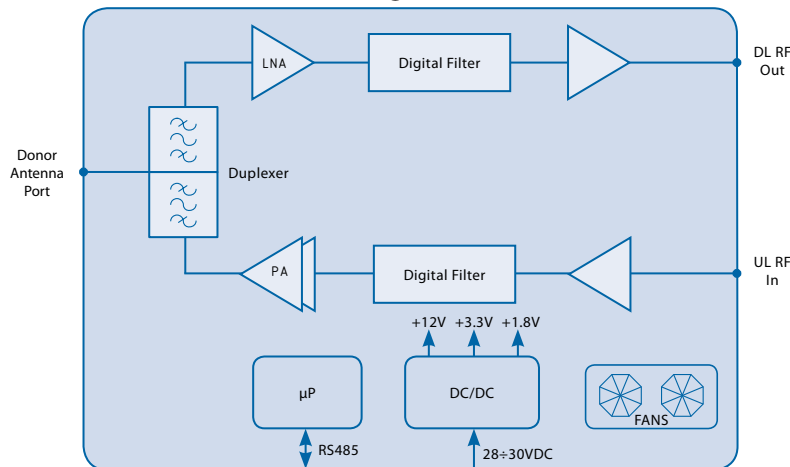 LNA
Digital Filter
DL RF
Out
Donor
Antenna
Port
Duplexer
PA
Digital Filter
UL RF
In
+12V
+3.3V
+1.8V
µP
DC/DC
FANS
RS485
28÷30VDC